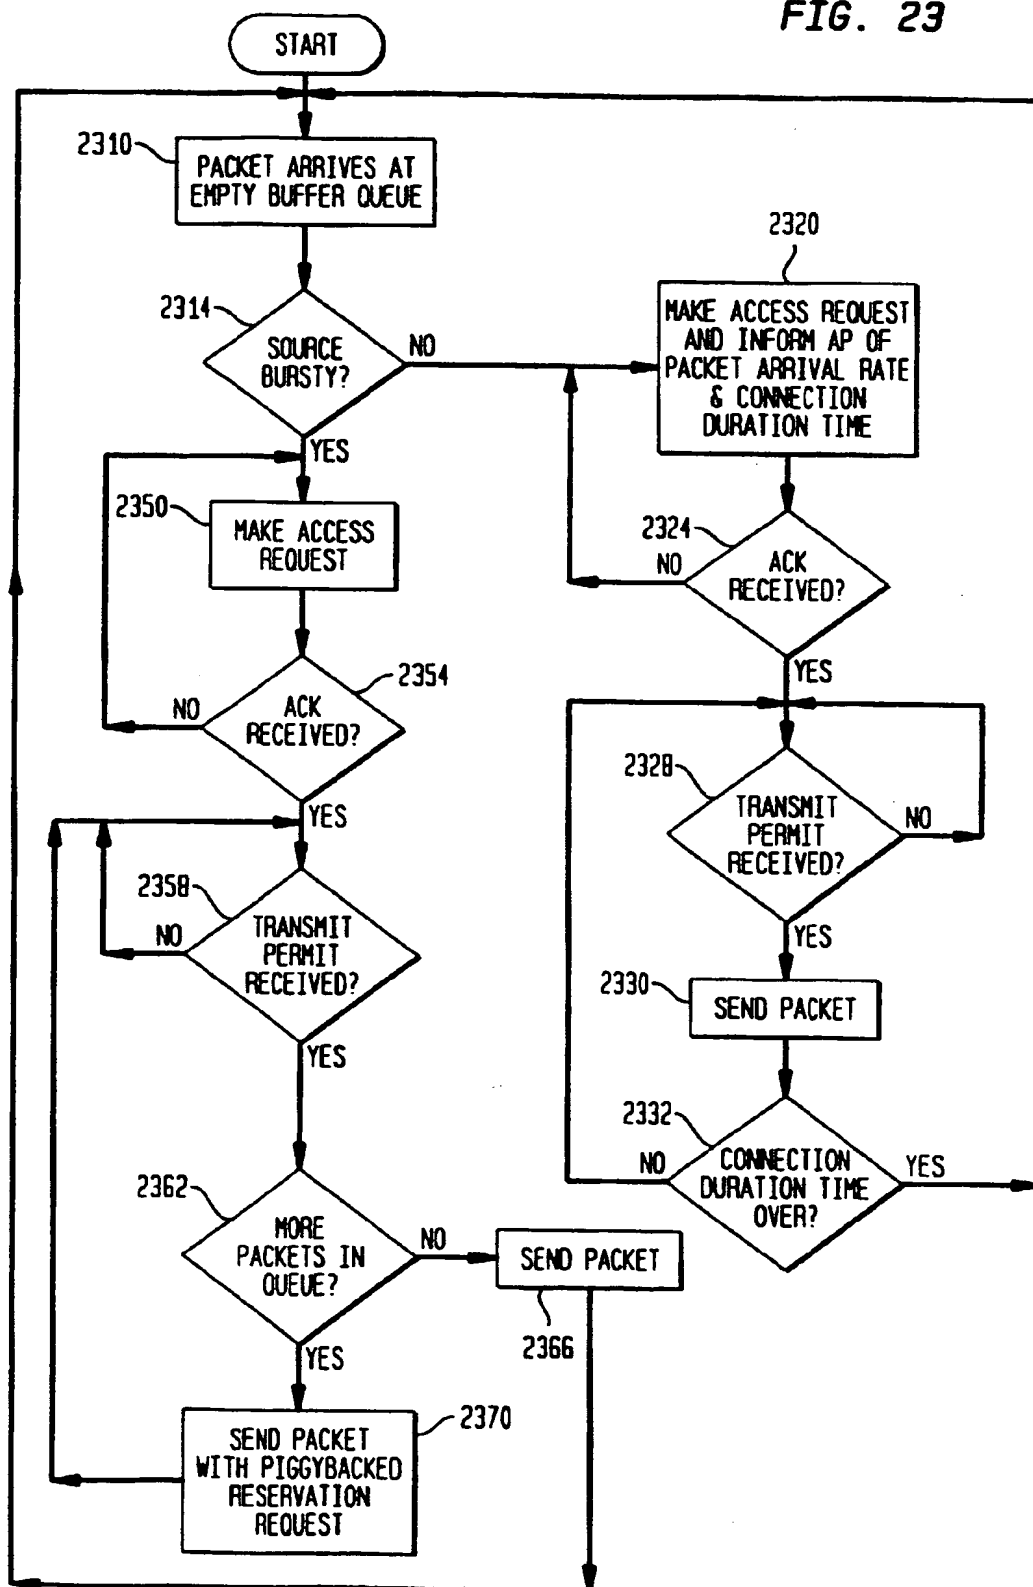 FIG. 23
START
2310
PACKET ARRIVES AT
EMPTY BUFFER QUEUE
2314
SOURCE
BURSTY?
NO
YES
2320
MAKE ACCESS REQUEST
AND INFORM AP OF
PACKET ARRIVAL RATE
& CONNECTION
DURATION TIME
2324
ACK
RECEIVED?
NO
YES
2328
TRANSMIT
PERMIT
RECEIVED?
NO
YES
2330
SEND PACKET
2332
CONNECTION
DURATION TIME
OVER?
NO
YES
2350
MAKE ACCESS
REQUEST
2354
ACK
RECEIVED?
NO
YES
2358
TRANSMIT
PERMIT
RECEIVED?
NO
YES
2362
MORE
PACKETS IN
QUEUE?
NO
YES
SEND PACKET
2366
2370
SEND PACKET
WITH PIGGYBACKED
RESERVATION
REQUEST